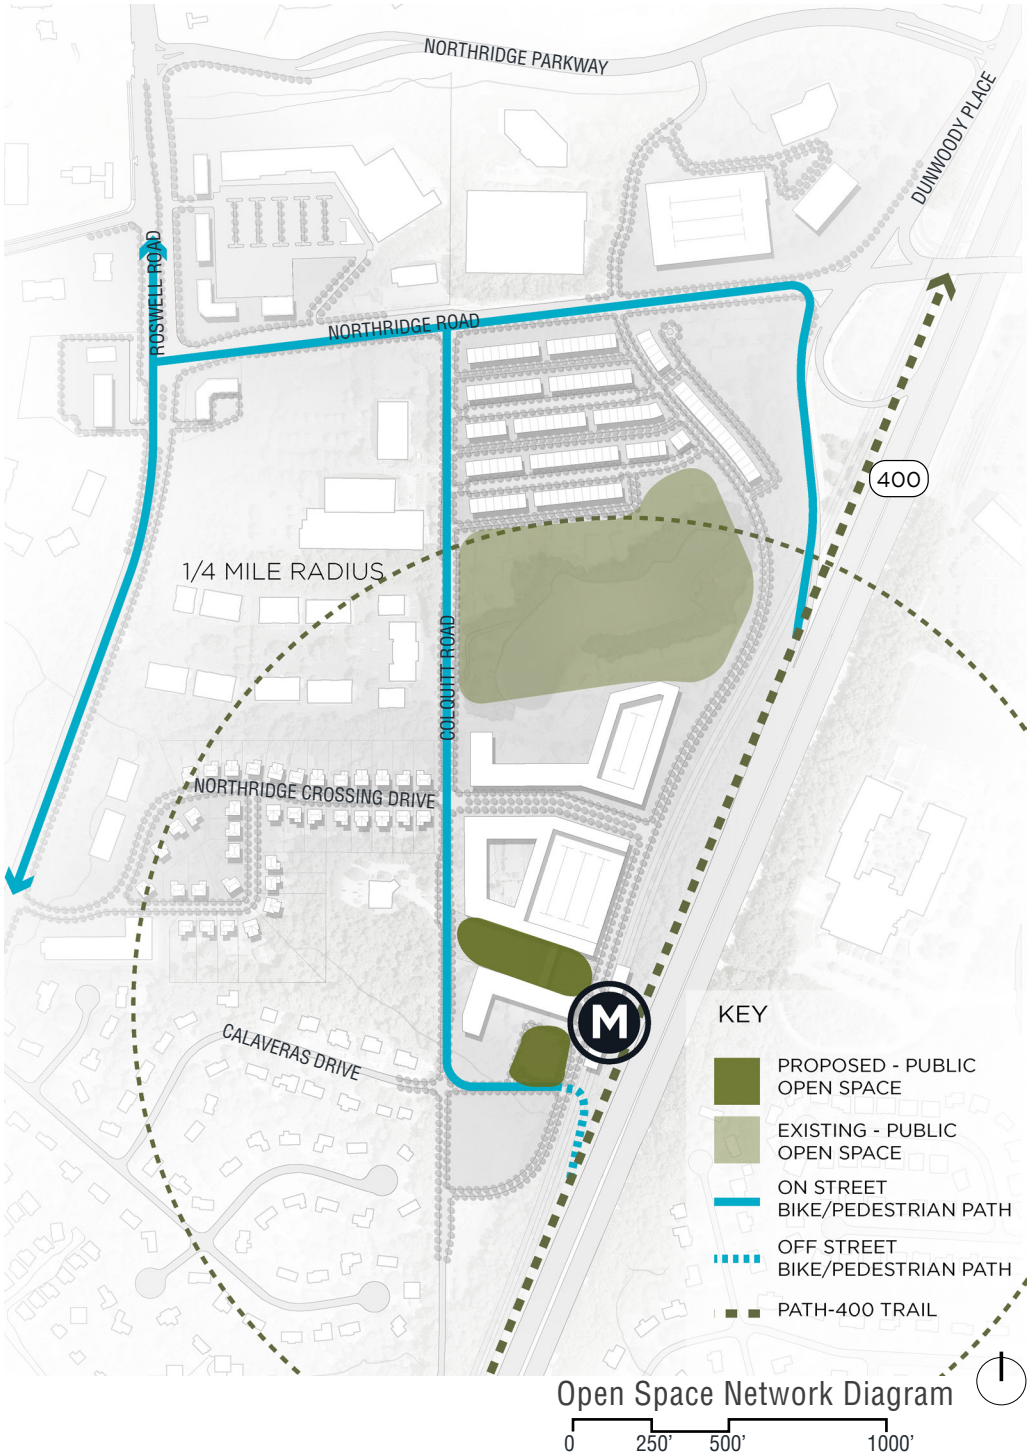 NORTHRIDGE PARKWAY
DUNWOODY PLACE
ROSWELL ROAD
NORTHRIDGE ROAD
400
1/4 MILE RADIUS
COLQUITT ROAD
NORTHRIDGE CROSSING DRIVE
M
CALAVERAS DRIVE
KEY
PROPOSED - PUBLIC
OPEN SPACE
EXISTING - PUBLIC
OPEN SPACE
ON STREET
BIKE/PEDESTRIAN PATH
OFF STREET
BIKE/PEDESTRIAN PATH
PATH-400 TRAIL
Open Space Network Diagram
0 250' 500' 1000'